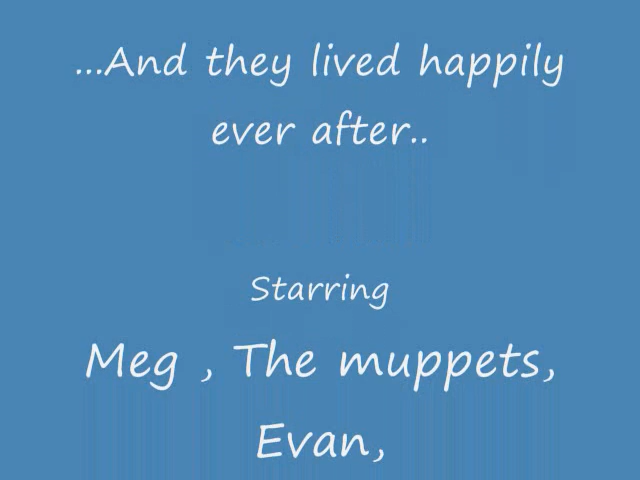 ...And they lived happily
ever after..
Starring
Meg , The muppets,
Evan,